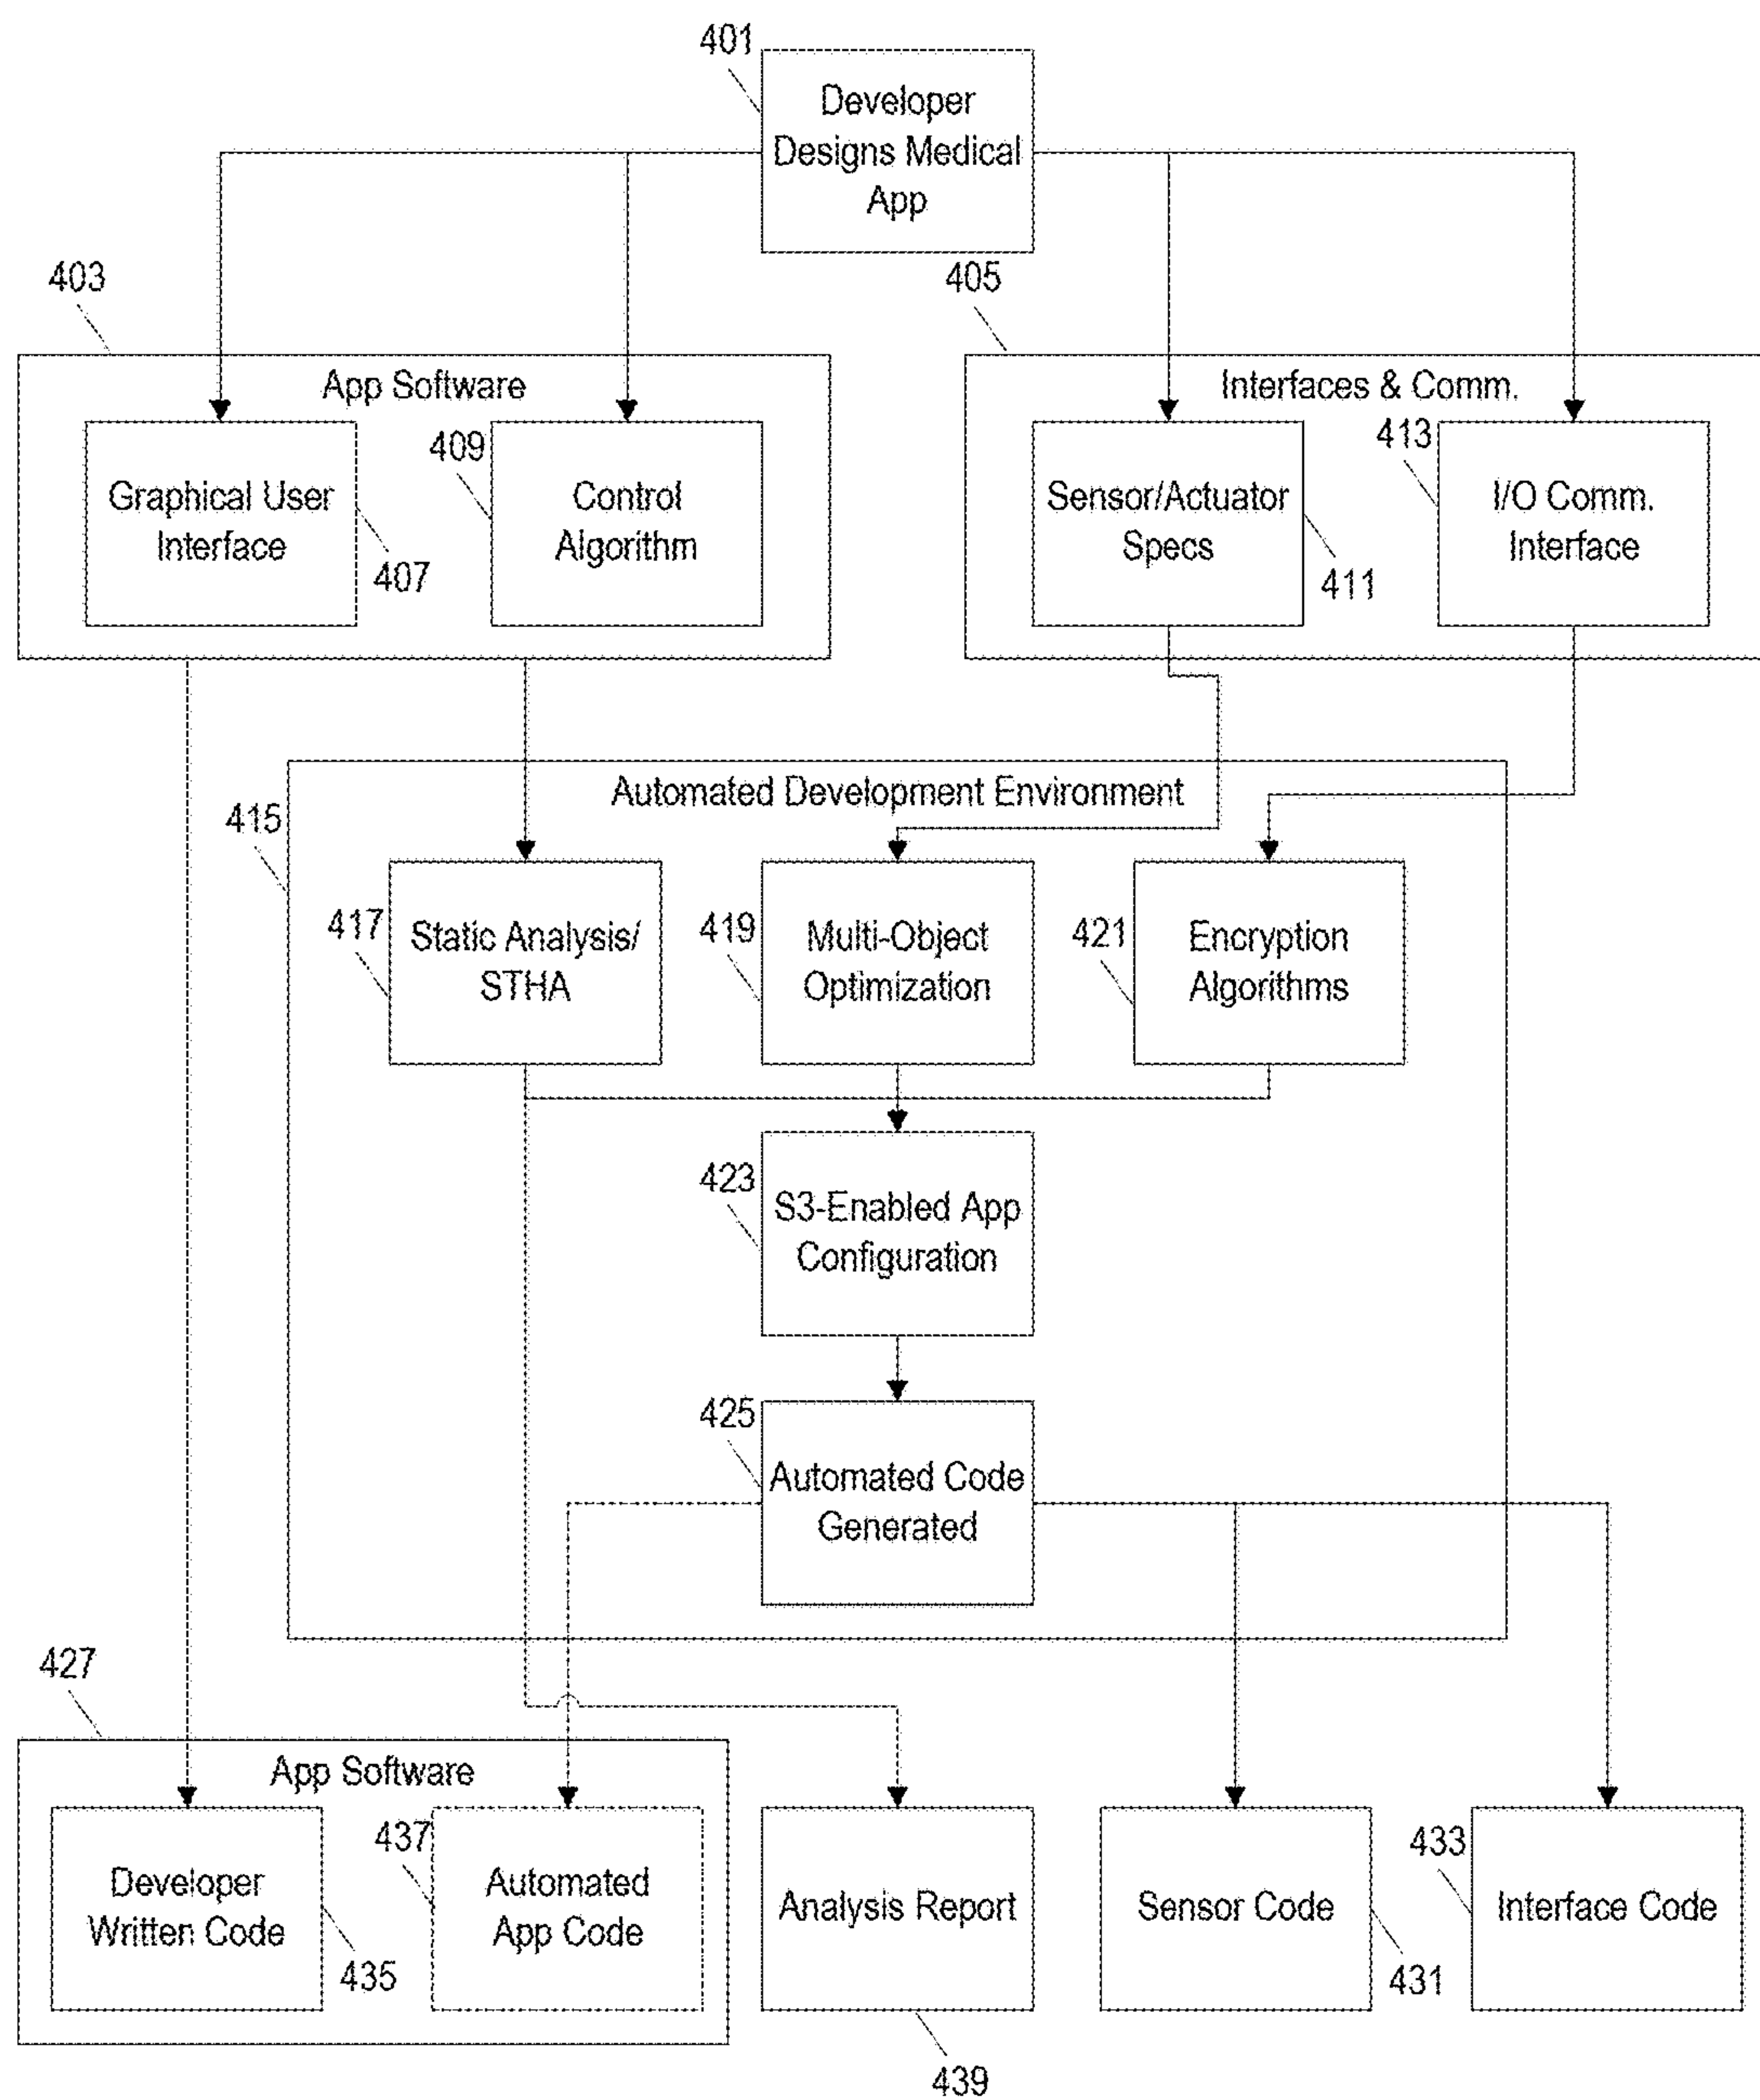 401
Developer
Designs Medical
App
403
405
App Software
Interfaces & Comm.
Graphical User
Interface
407
409
Control
Algorithm
Sensor/Actuator
Specs
411
413
I/O Comm.
Interface
Automated Development Environment
415
417
Static Analysis/
STHA
419
Multi-Object
Optimization
421
Encryption
Algorithms
423
S3-Enabled App
Configuration
425
Automated Code
Generated
427
App Software
Developer
Written Code
435
437
Automated
App Code
Analysis Report
439
Sensor Code
431
433
Interface Code